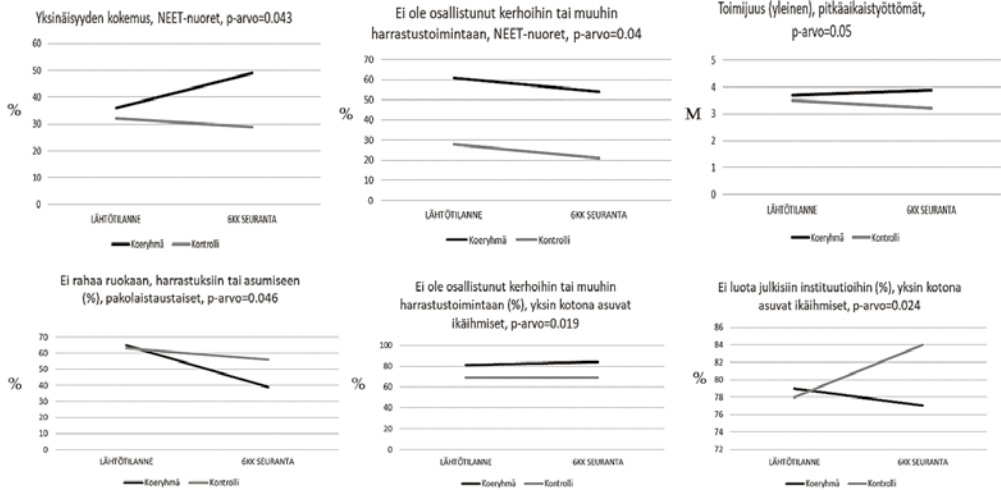 Yksinäisyyden kokemus, NEET-nuoret, p-arvo=0.043
60
50
40
30
20
10
0
%
LÄHTÖTILANNE 6KK SEURANTA
Koeryhmä Kontrolli
Ei ole osallistunut kerhoihin tai muuhun
harrastustoimintaan, NEET-nuoret, p-arvo=0.04
70
60
50
40
30
20
10
0
%
LÄHTÖTILANNE 6KK SEURANTA
Koeryhmä Kontrolli
Toimijuus (yleinen), pitkäaikaistyöttömät,
p-arvo=0.05
5
4
3
2
1
0
M
LÄHTÖTILANNE 6KK SEURANTA
Koeryhmä Kontrolli
Ei rahaa ruokaan, harrastuksiin tai asumiseen
(%), pakolaistaustaiset, p-arvo=0.046
70
60
50
40
30
20
10
0
%
LÄHTÖTILANNE 6KK SEURANTA
Koeryhmä Kontrolli
Ei ole osallistunut kerhoihin tai muuhun
harrastustoimintaan (%), yksin kotona asuvat
ikäihmiset, p-arvo=0.019
100
80
60
40
20
0
%
LÄHTÖTILANNE 6KK SEURANTA
Koeryhmä Kontrolli
Ei luota julkisiin instituutioihin (%), yksin kotona
asuvat ikäihmiset, p-arvo=0.024
86
84
82
80
78
76
74
72
%
LÄHTÖTILANNE 6KK SEURANTA
Koeryhmä Kontrolli